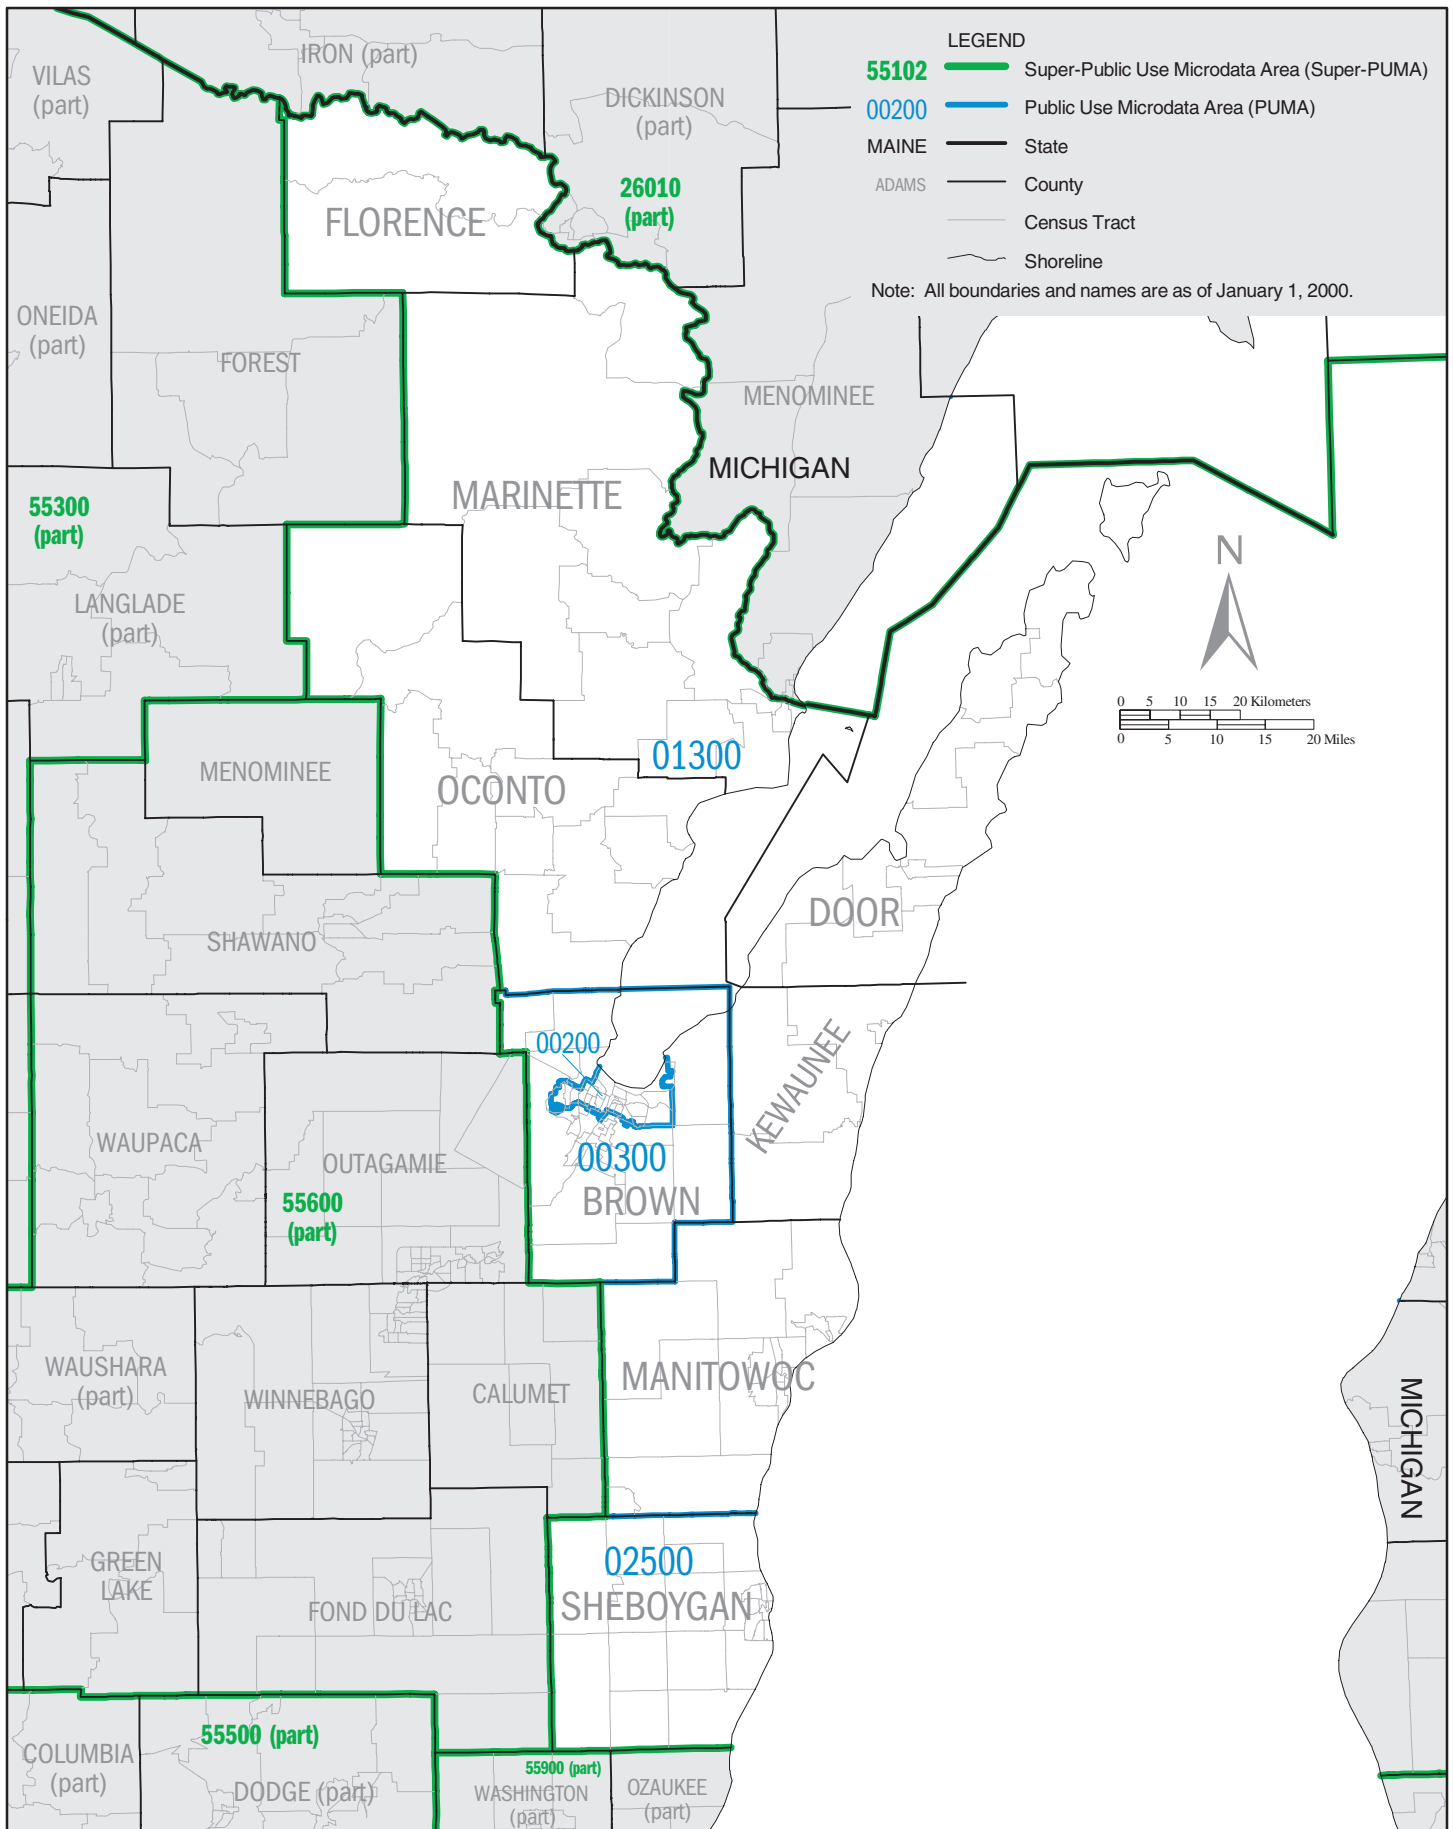 LEGEND
55102 Super-Public Use Microdata Area (Super-PUMA)
00200 Public Use Microdata Area (PUMA)
MAINE State
ADAMS County
Census Tract
Shoreline
Note: All boundaries and names are as of January 1, 2000.
IRON (part)
VILAS
(part)
DICKINSON
(part)
26010
(part)
FLORENCE
ONEIDA
(part)
FOREST
MENOMINEE
MICHIGAN
MARINETTE
55300
(part)
N
LANGLADE
(part)
0 5 10 15 20 Kilometers
0 5 10 15 20 Miles
01300
MENOMINEE
OCONTO
DOOR
SHAWANO
00200
KEWAUNEE
WAUPACA
OUTAGAMIE
00300
BROWN
55600
(part)
WAUSHARA
(part)
WINNEBAGO
CALUMET
MANITOWOC
MICHIGAN
GREEN
LAKE
02500
FOND DU LAC
SHEBOYGAN
55500 (part)
COLUMBIA
(part)
DODGE (part)
55900 (part)
WASHINGTON
(part)
OZAUKEE
(part)